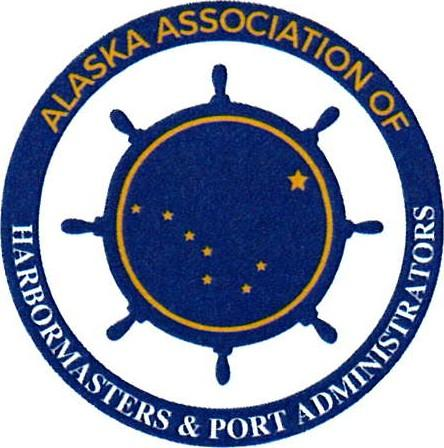 ALASKA ASSOCIATION OF
HARBORMASTERS & PORT ADMINISTRATORS